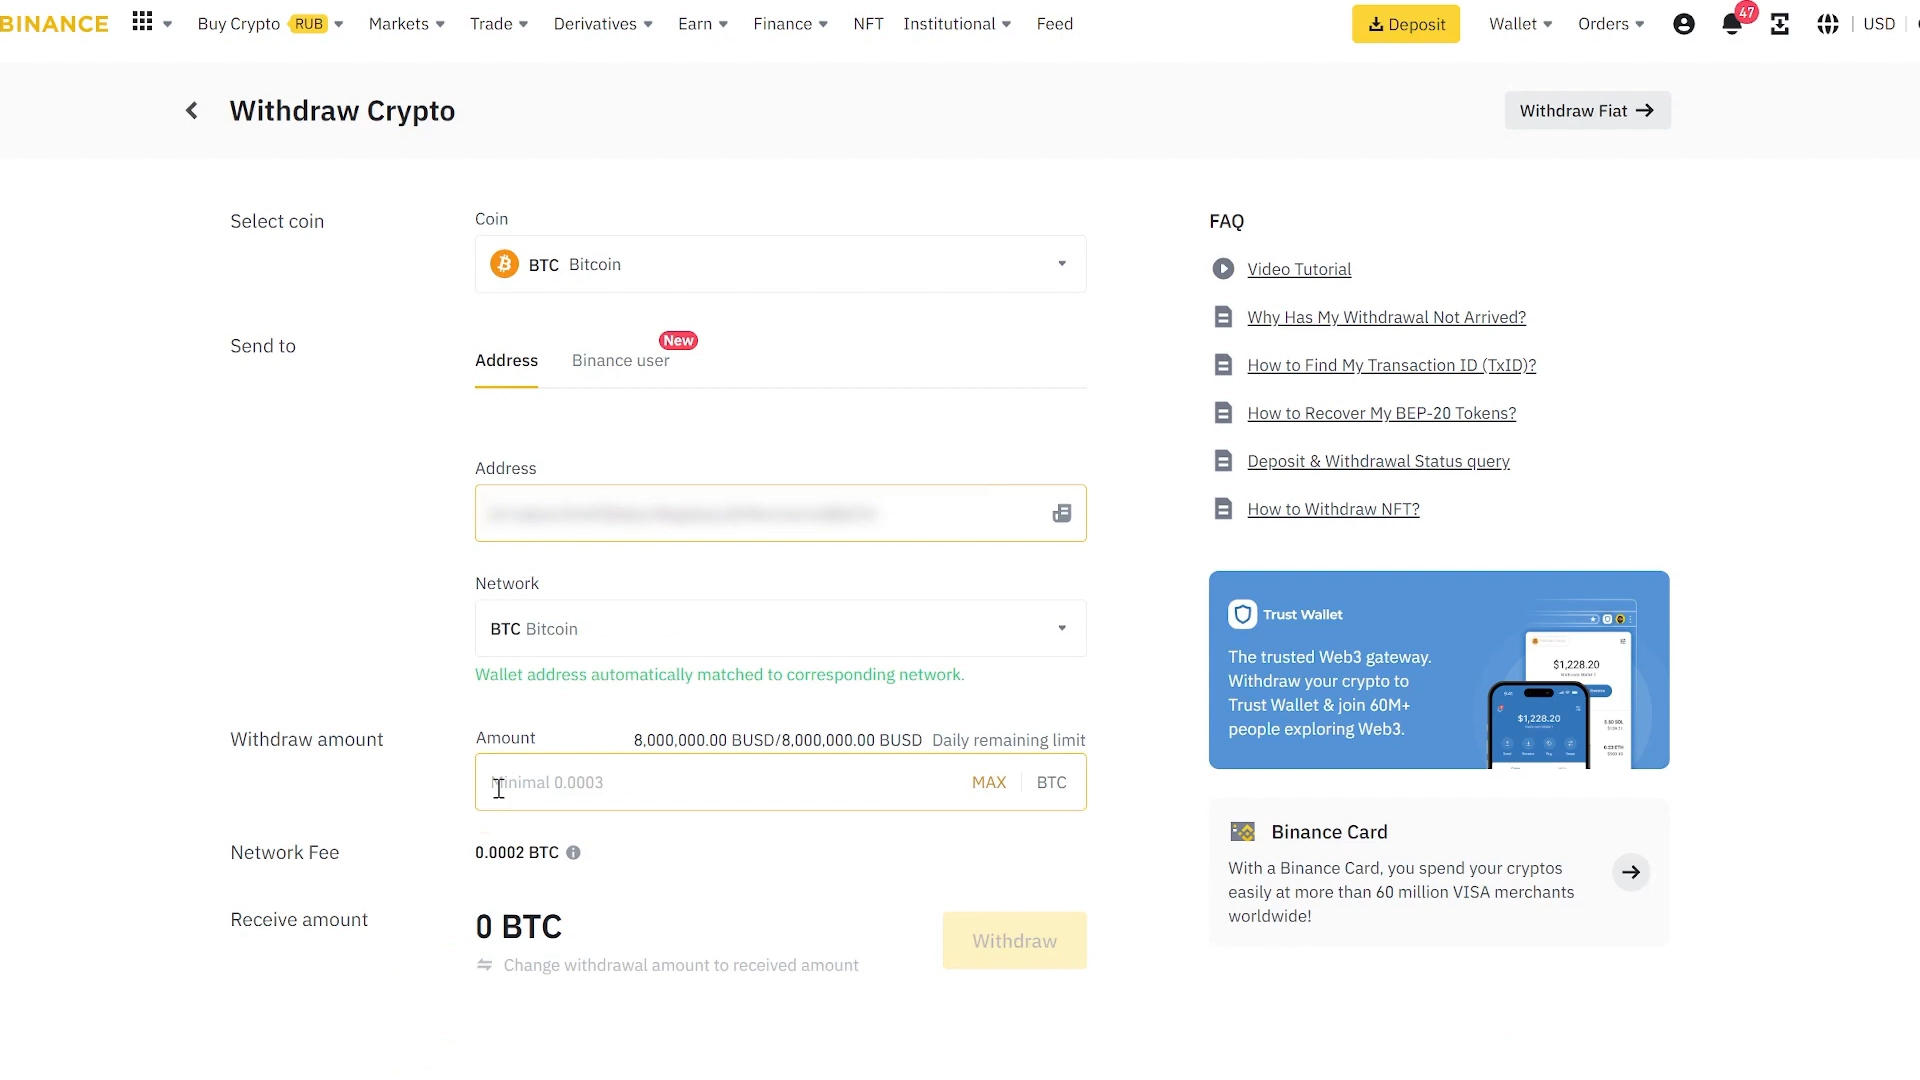 BINANCE
Buy Crypto RUB Markets Trade Derivatives Earn Finance NFT Institutional Feed Deposit Wallet Orders 47 USD
Withdraw Crypto
Withdraw Fiat
Select coin
Coin
BTC Bitcoin
Send to
Address
Binance user
New
Address
Network
BTC Bitcoin
Wallet address automatically matched to corresponding network.
Withdraw amount
Amount 8,000,000.00 BUSD/8,000,000.00 BUSD Daily remaining limit
Minimal 0.0003 MAX BTC
Network Fee
0.0002 BTC
Receive amount
0 BTC
Change withdrawal amount to received amount
Withdraw
FAQ
Video Tutorial
Why Has My Withdrawal Not Arrived?
How to Find My Transaction ID (TxID)?
How to Recover My BEP-20 Tokens?
Deposit & Withdrawal Status query
How to Withdraw NFT?
Trust Wallet
The trusted Web3 gateway.
Withdraw your crypto to
Trust Wallet & join 60M+
people exploring Web3.
$1,228.20
$1,228.20
Binance Card
With a Binance Card, you spend your cryptos
easily at more than 60 million VISA merchants
worldwide!